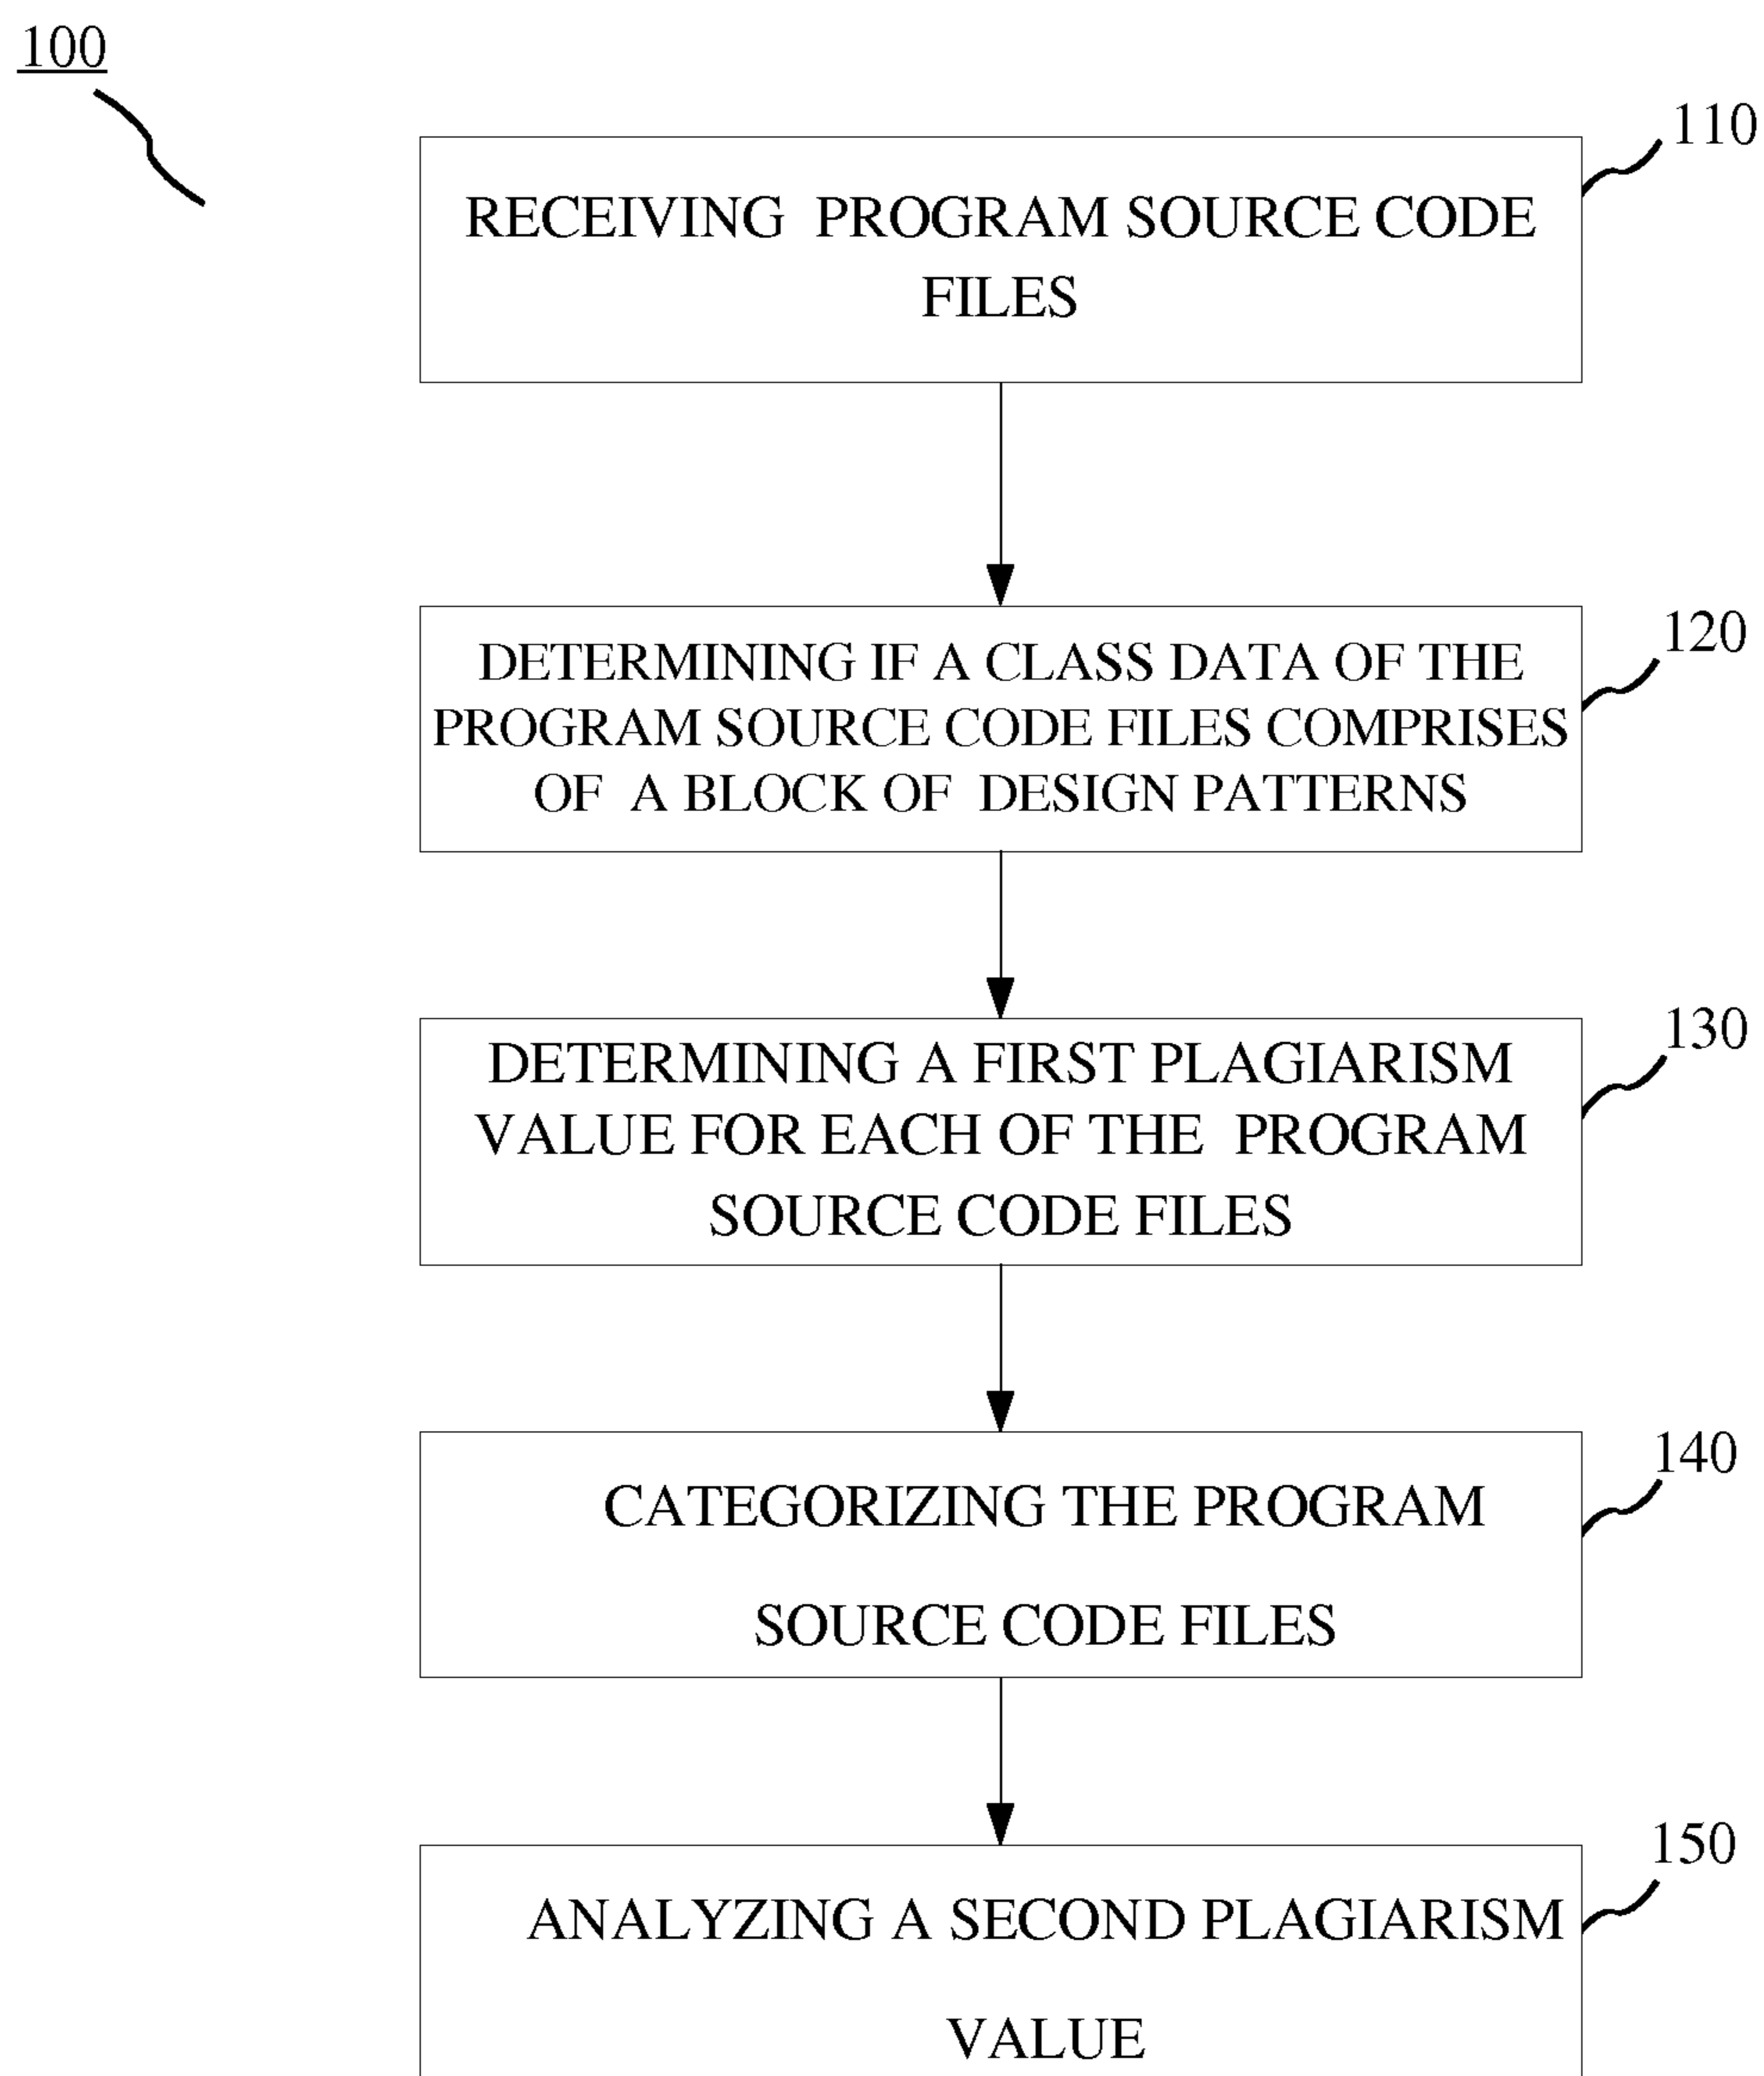 100
110
RECEIVING PROGRAM SOURCE CODE
FILES
120
DETERMINING IF A CLASS DATA OF THE
PROGRAM SOURCE CODE FILES COMPRISES
OF A BLOCK OF DESIGN PATTERNS
130
DETERMINING A FIRST PLAGIARISM
VALUE FOR EACH OF THE PROGRAM
SOURCE CODE FILES
140
CATEGORIZING THE PROGRAM
SOURCE CODE FILES
150
ANALYZING A SECOND PLAGIARISM
VALUE